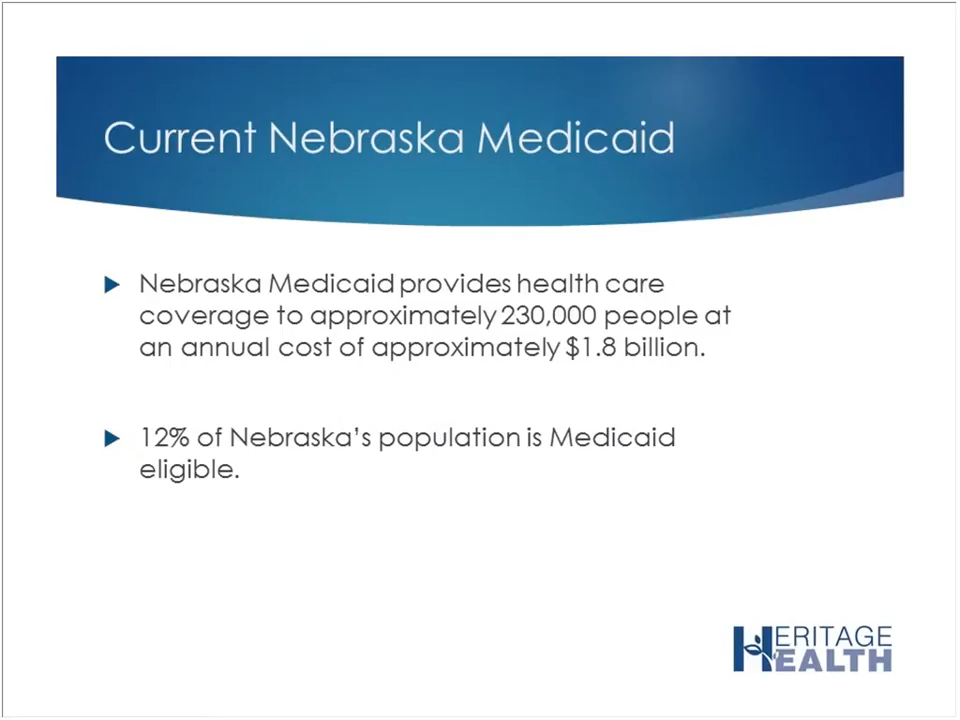 Current Nebraska Medicaid
Nebraska Medicaid provides health care
coverage to approximately 230,000 people at
an annual cost of approximately $1.8 billion.
12% of Nebraska's population is Medicaid
eligible.
HERITAGE
HEALTH